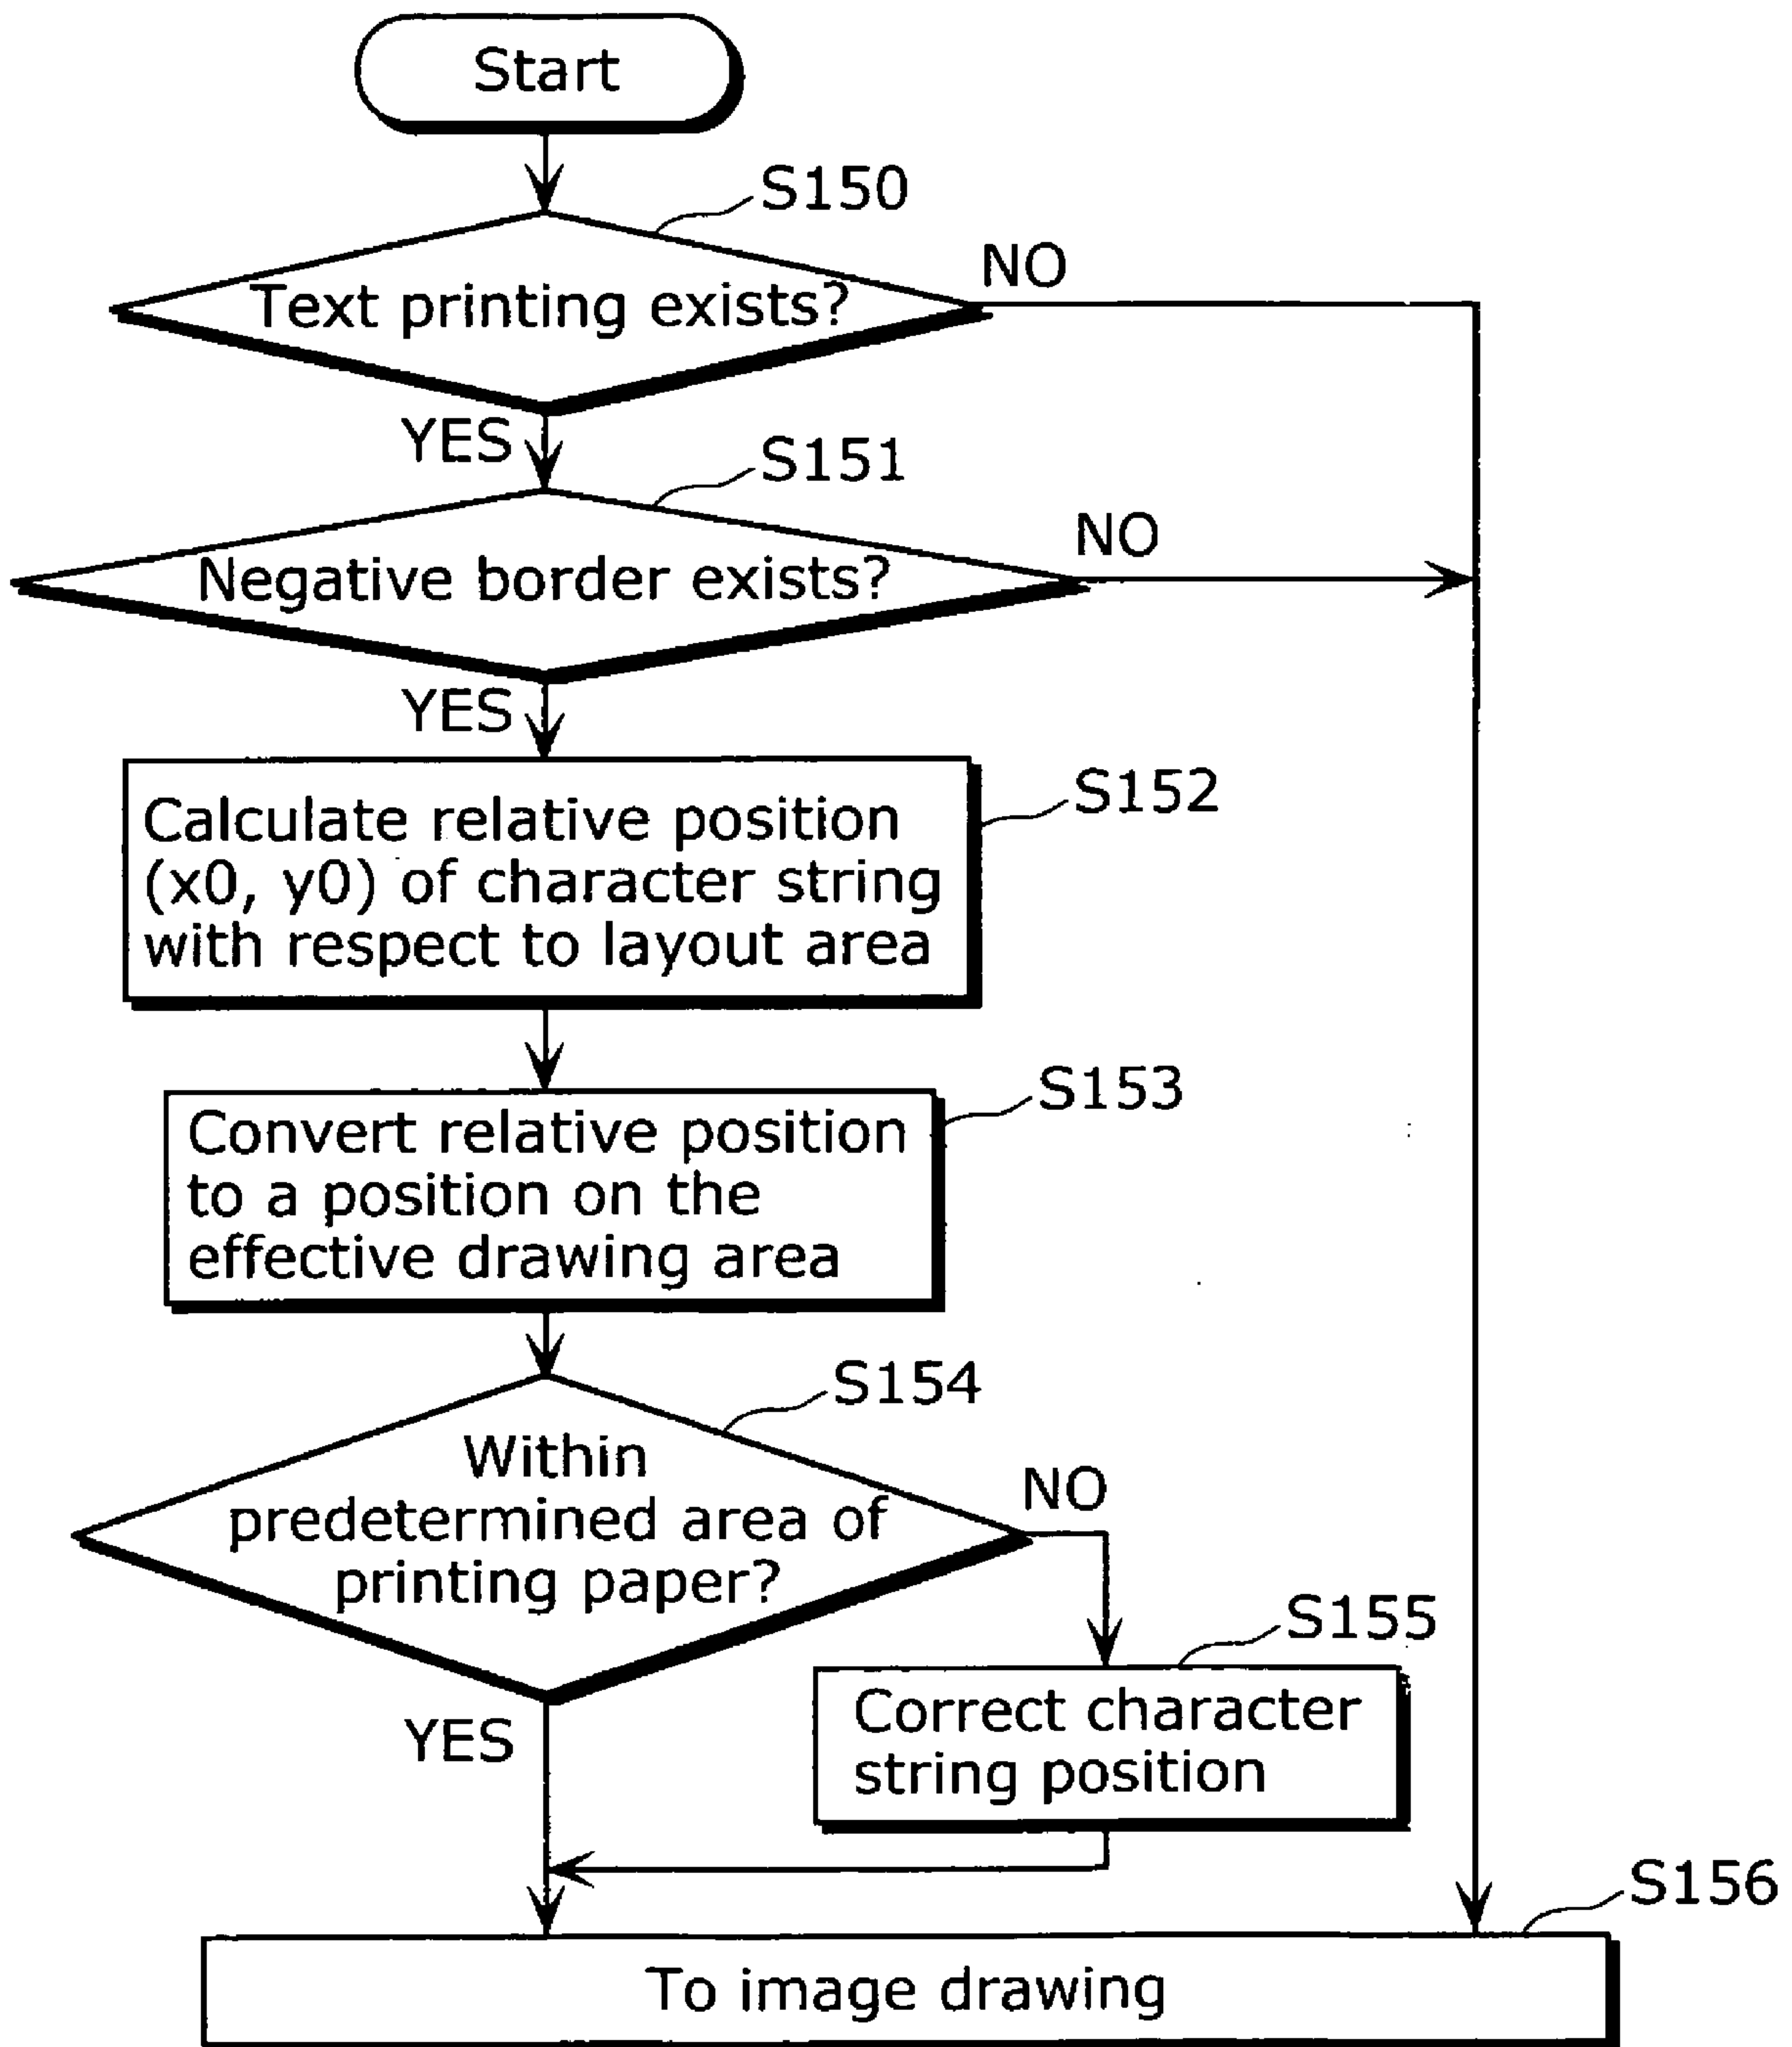 Start
S150
Text printing exists?
NO
YES
S151
Negative border exists?
NO
YES
S152
Calculate relative position
(x0, y0) of character string
with respect to layout area
S153
Convert relative position
to a position on the
effective drawing area
S154
Within
predetermined area of
printing paper?
NO
YES
S155
Correct character
string position
S156
To image drawing